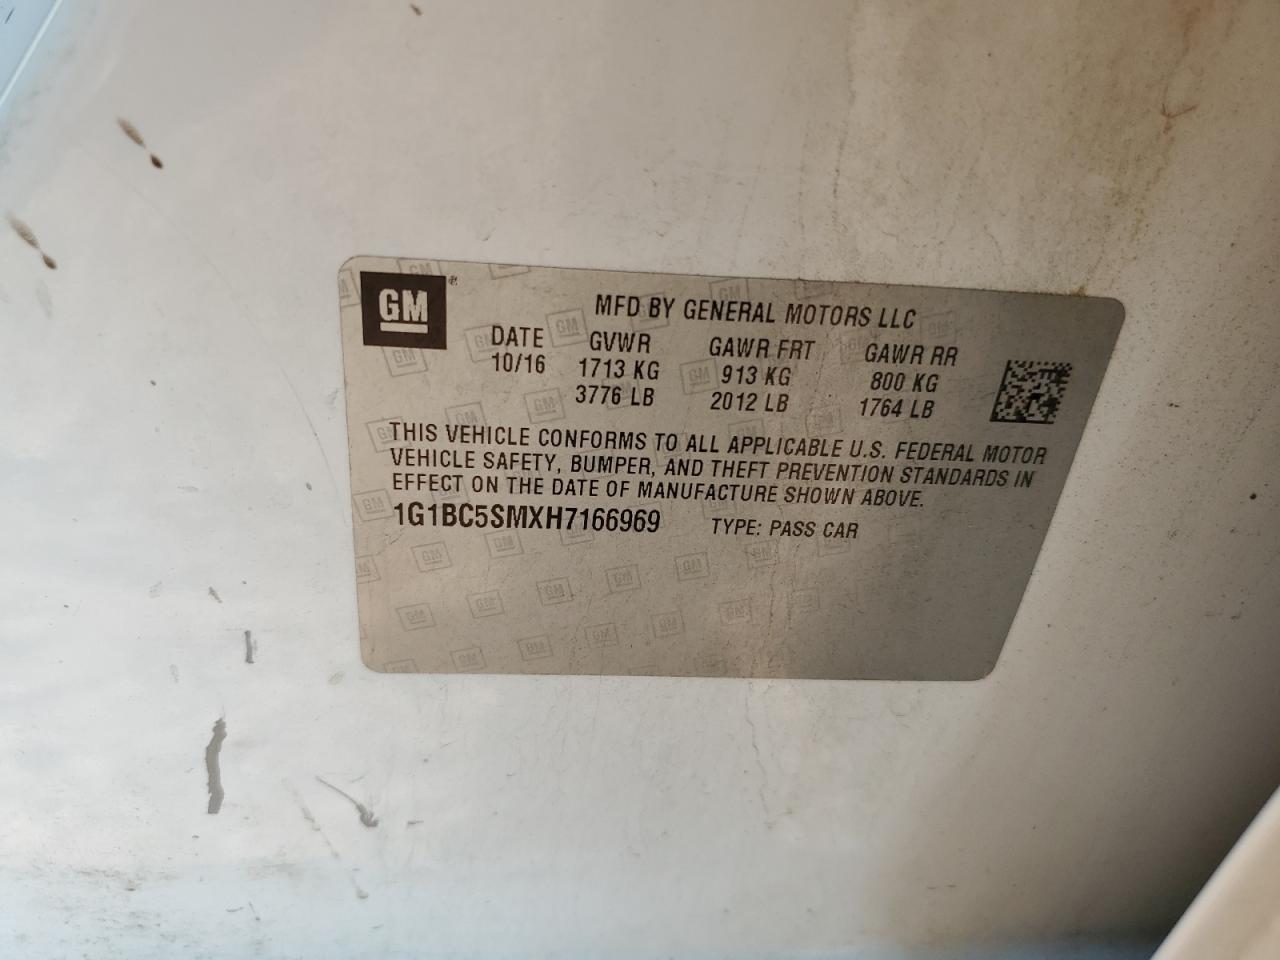 GM®
MFD BY GENERAL MOTORS LLC
DATE GVWR GAWR FRT GAWR RR
10/16 1713 KG 913 KG 800 KG
3776 LB 2012 LB 1764 LB
THIS VEHICLE CONFORMS TO ALL APPLICABLE U.S. FEDERAL MOTOR
VEHICLE SAFETY, BUMPER, AND THEFT PREVENTION STANDARDS IN
EFFECT ON THE DATE OF MANUFACTURE SHOWN ABOVE.
1G1BC5SMXH7166969 TYPE: PASS CAR